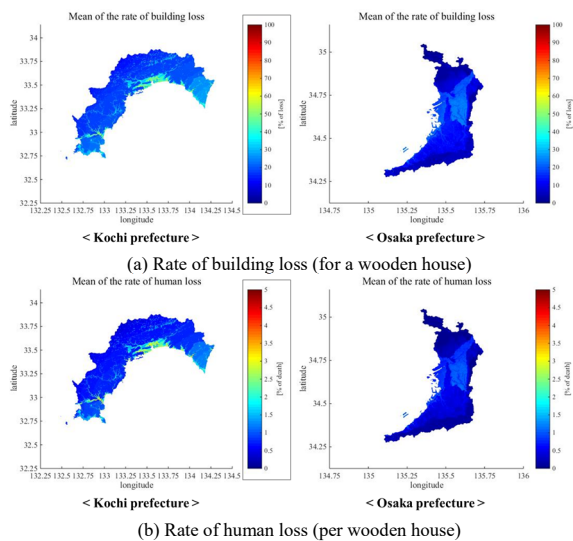 Mean of the rate of building loss
34
33.75
33.5
33.25
33
32.75
32.5
32.25
latitude
132.25 132.5 132.75 133 133.25 133.5 133.75 134 134.25 134.5
longitude
100
90
80
70
60
50
40
30
20
10
0
[% of loss]
< Kochi prefecture >
Mean of the rate of building loss
35
34.75
34.5
34.25
latitude
134.75 135 135.25 135.5 135.75 136
longitude
100
90
80
70
60
50
40
30
20
10
0
[% of loss]
< Osaka prefecture >
(a) Rate of building loss (for a wooden house)
Mean of the rate of human loss
34
33.75
33.5
33.25
33
32.75
32.5
32.25
latitude
132.25 132.5 132.75 133 133.25 133.5 133.75 134 134.25 134.5
longitude
5
4.5
4
3.5
3
2.5
2
1.5
1
0.5
0
[% of death]
< Kochi prefecture >
Mean of the rate of human loss
35
34.75
34.5
34.25
latitude
134.75 135 135.25 135.5 135.75 136
longitude
5
4.5
4
3.5
3
2.5
2
1.5
1
0.5
0
[% of death]
< Osaka prefecture >
(b) Rate of human loss (per wooden house)